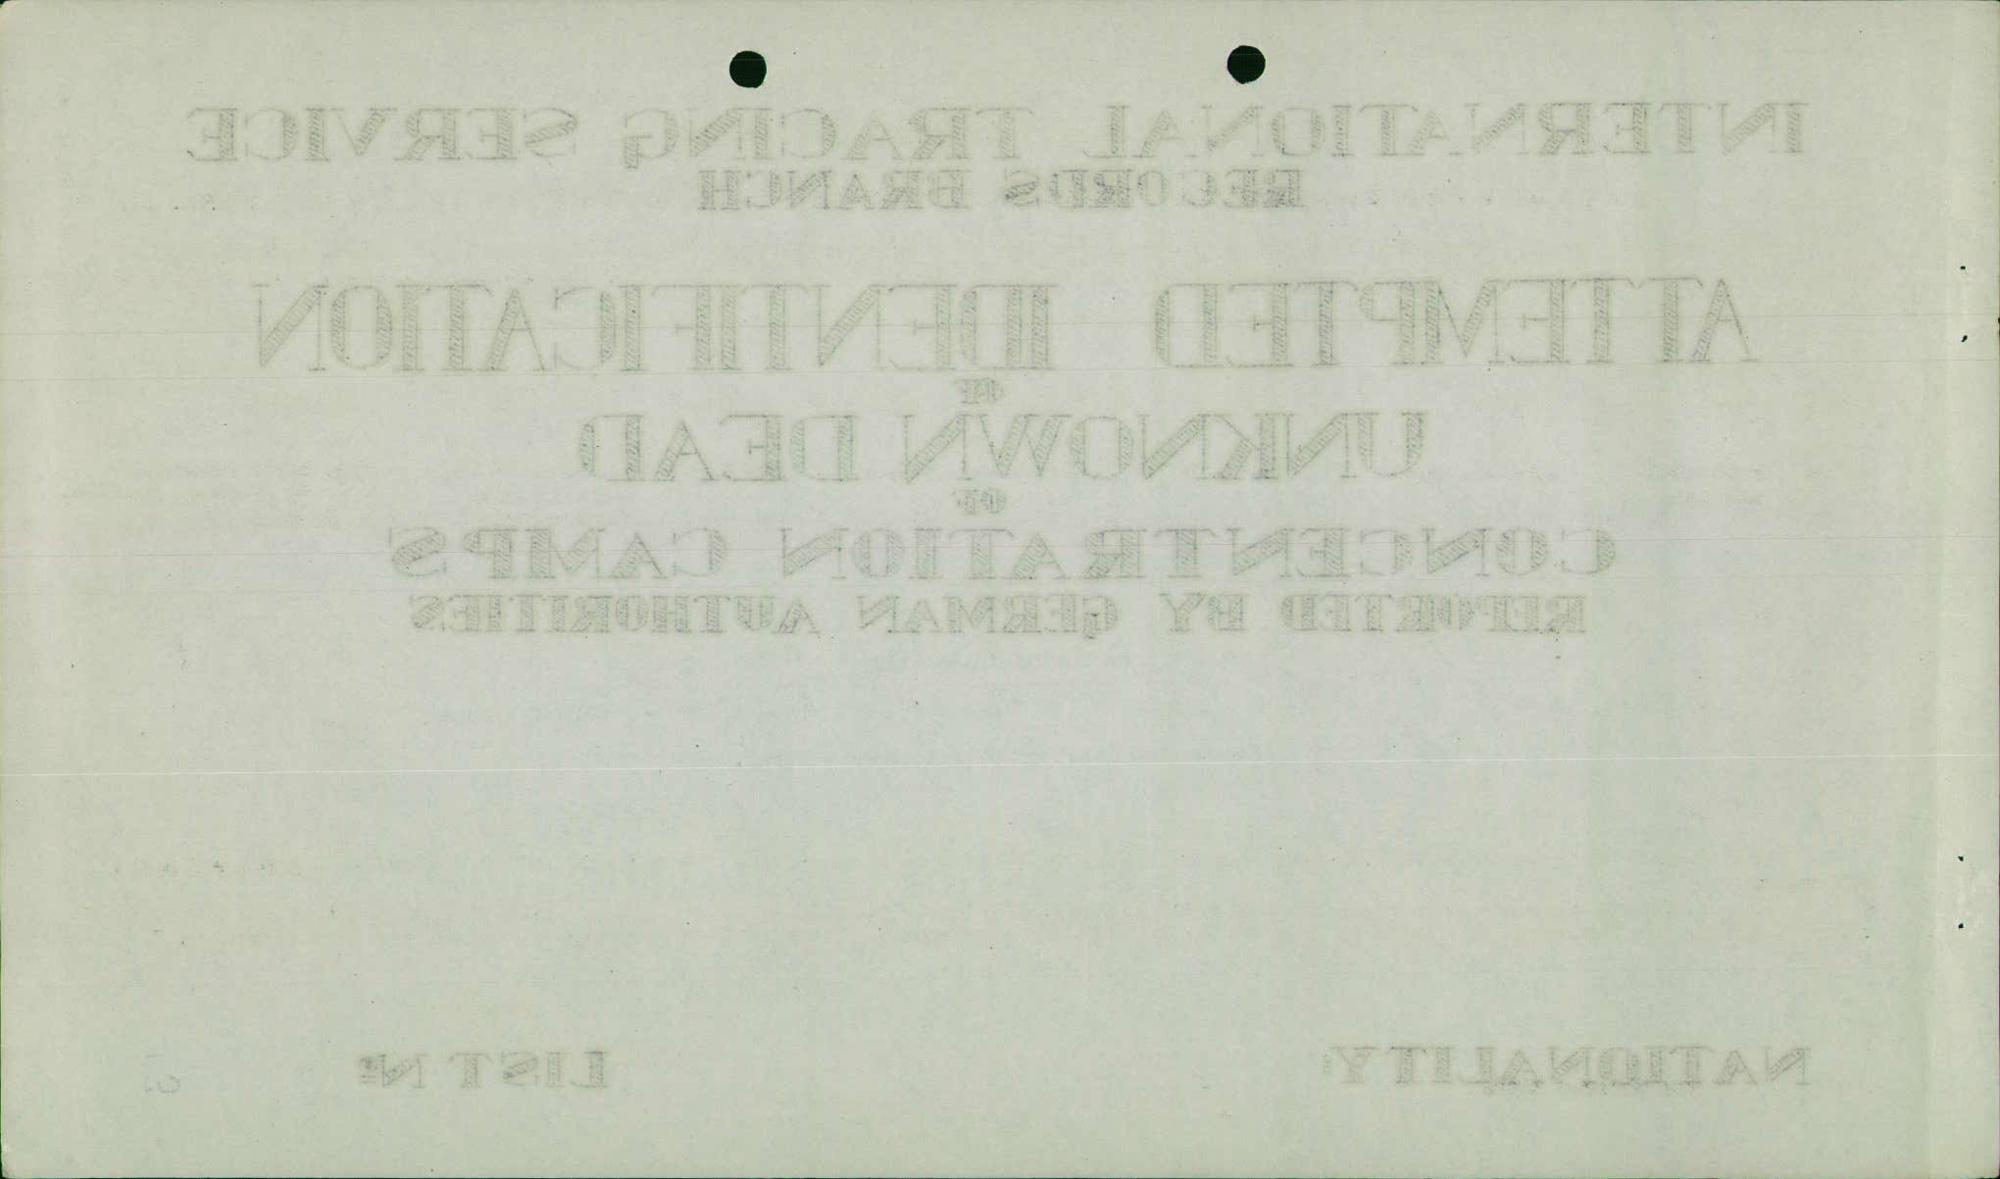 INTERNATIONAL TRACING SERVICE
RECORDS BRANCH
ATTEMPTED IDENTIFICATION
OF
UNKNOWN DEAD
OF
CONCENTRATION CAMPS
REPORTED BY GERMAN AUTHORITIES
NATIONALITY: LIST Nº